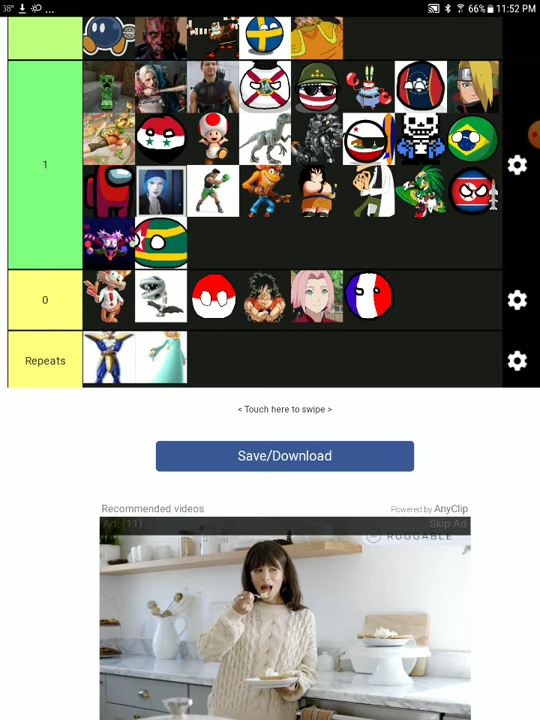 38°
...
66%
11:52 PM
1
0
Repeats
< Touch here to swipe >
Save/Download
Recommended videos
Powered by AnyClip
Ad: (11)
Skip Ad
RUGGABLE